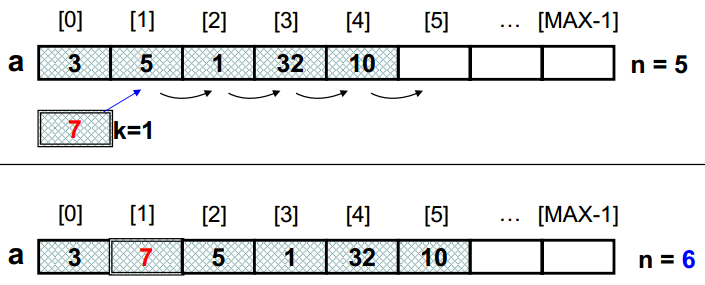 [0] [1] [2] [3] [4] [5] ... [MAX-1]
a 3 5 1 32 10 n = 5
7 k=1
[0] [1] [2] [3] [4] [5] ... [MAX-1]
a 3 7 5 1 32 10 n = 6